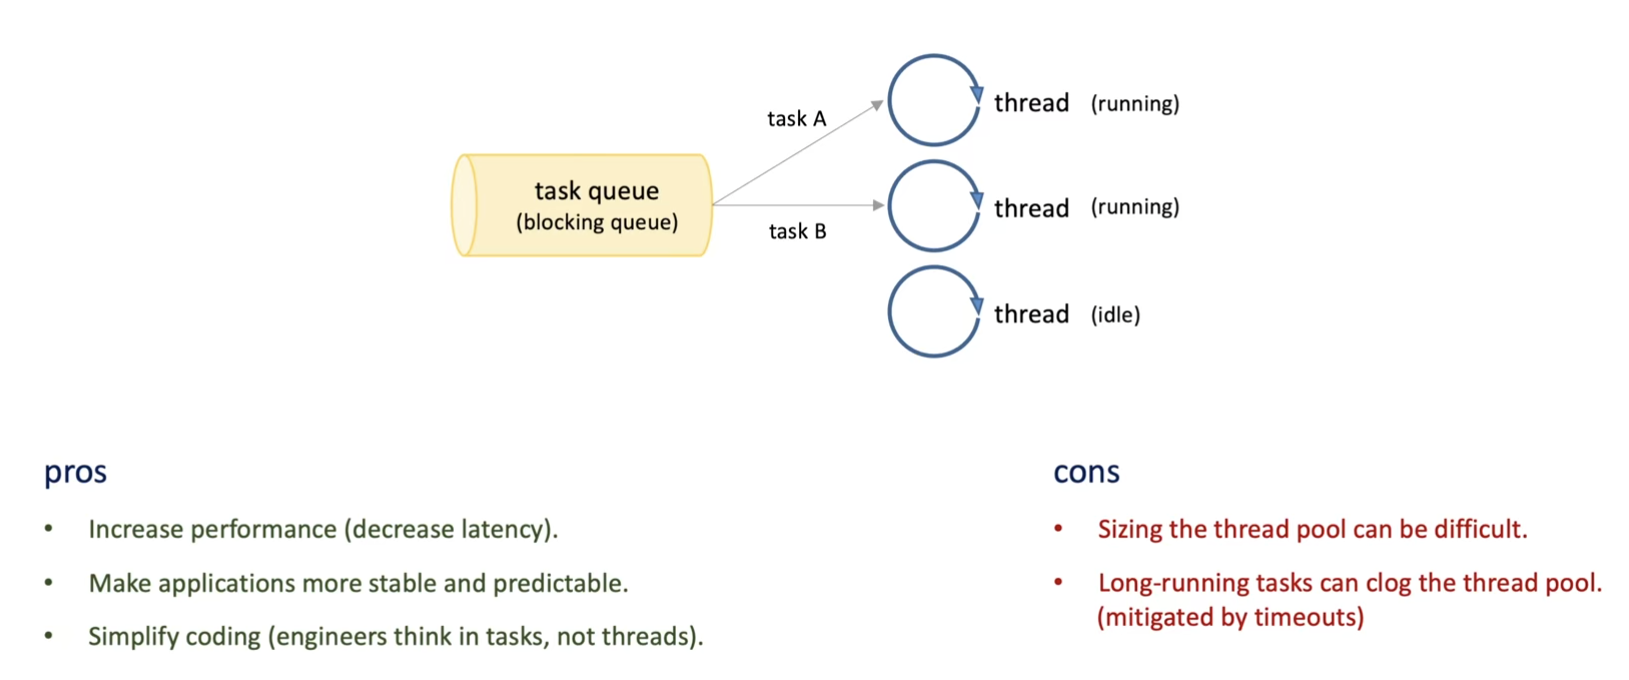 task A
thread (running)
task queue
(blocking queue)
thread (running)
task B
thread (idle)
pros
• Increase performance (decrease latency).
• Make applications more stable and predictable.
• Simplify coding (engineers think in tasks, not threads).
cons
• Sizing the thread pool can be difficult.
• Long-running tasks can clog the thread pool.
(mitigated by timeouts)